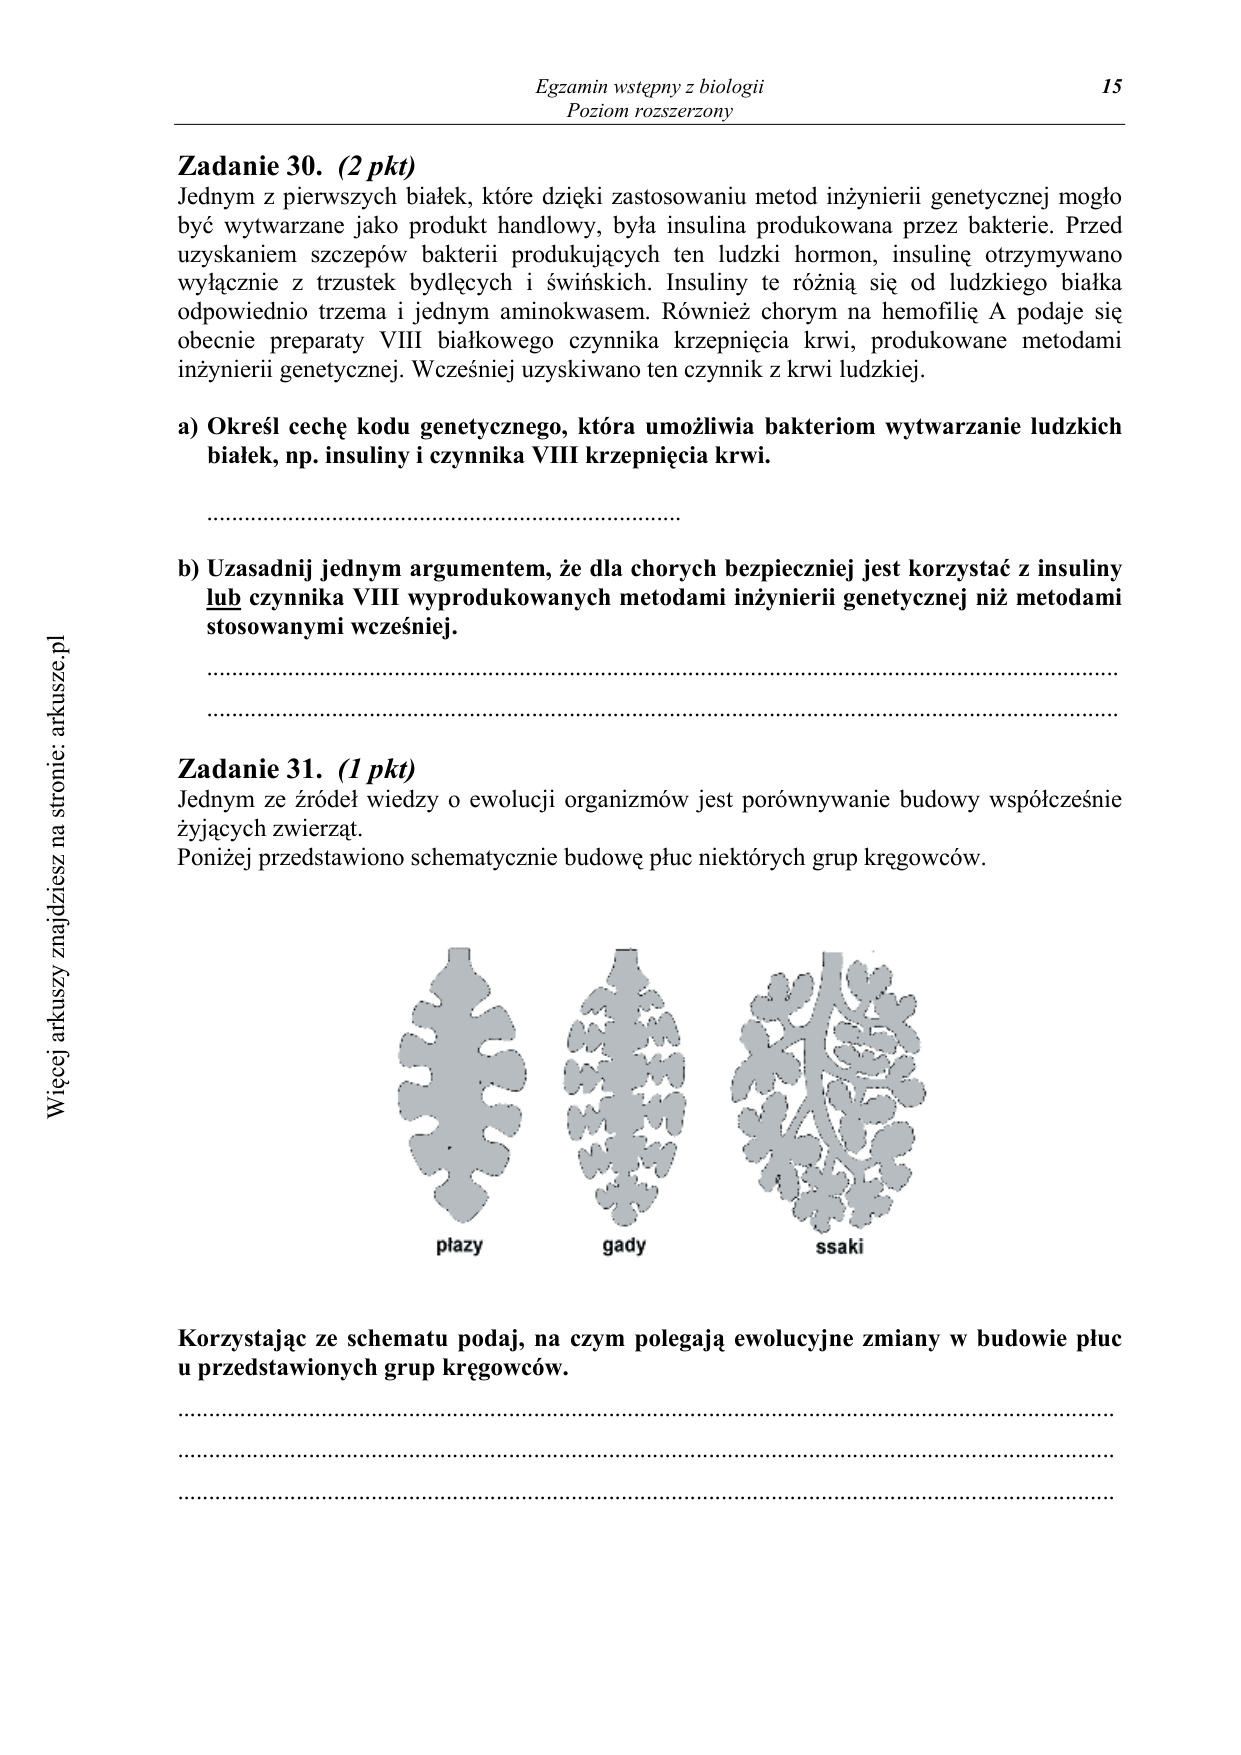 Egzamin wstępny z biologii
Poziom rozszerzony
15
Zadanie 30. (2 pkt)
Jednym z pierwszych białek, które dzięki zastosowaniu metod inżynierii genetycznej mogło
być wytwarzane jako produkt handlowy, była insulina produkowana przez bakterie. Przed
uzyskaniem szczepów bakterii produkujących ten ludzki hormon, insulinę otrzymywano
wyłącznie z trzustek bydlęcych i świńskich. Insuliny te różnią się od ludzkiego białka
odpowiednio trzema i jednym aminokwasem. Również chorym na hemofilię A podaje się
obecnie preparaty VIII białkowego czynnika krzepnięcia krwi, produkowane metodami
inżynierii genetycznej. Wcześniej uzyskiwano ten czynnik z krwi ludzkiej.
a) Określ cechę kodu genetycznego, która umożliwia bakteriom wytwarzanie ludzkich
białek, np. insuliny i czynnika VIII krzepnięcia krwi.
............................................................................
b) Uzasadnij jednym argumentem, że dla chorych bezpieczniej jest korzystać z insuliny
lub czynnika VIII wyprodukowanych metodami inżynierii genetycznej niż metodami
stosowanymi wcześniej.
..................................................................................................................................................
..................................................................................................................................................
Zadanie 31. (1 pkt)
Jednym ze źródeł wiedzy o ewolucji organizmów jest porównywanie budowy współcześnie
żyjących zwierząt.
Poniżej przedstawiono schematycznie budowę płuc niektórych grup kręgowców.
płazy
gady
ssaki
Korzystając ze schematu podaj, na czym polegają ewolucyjne zmiany w budowie płuc
u przedstawionych grup kręgowców.
......................................................................................................................................................
......................................................................................................................................................
......................................................................................................................................................
Więcej arkuszy znajdziesz na stronie: arkusze.pl